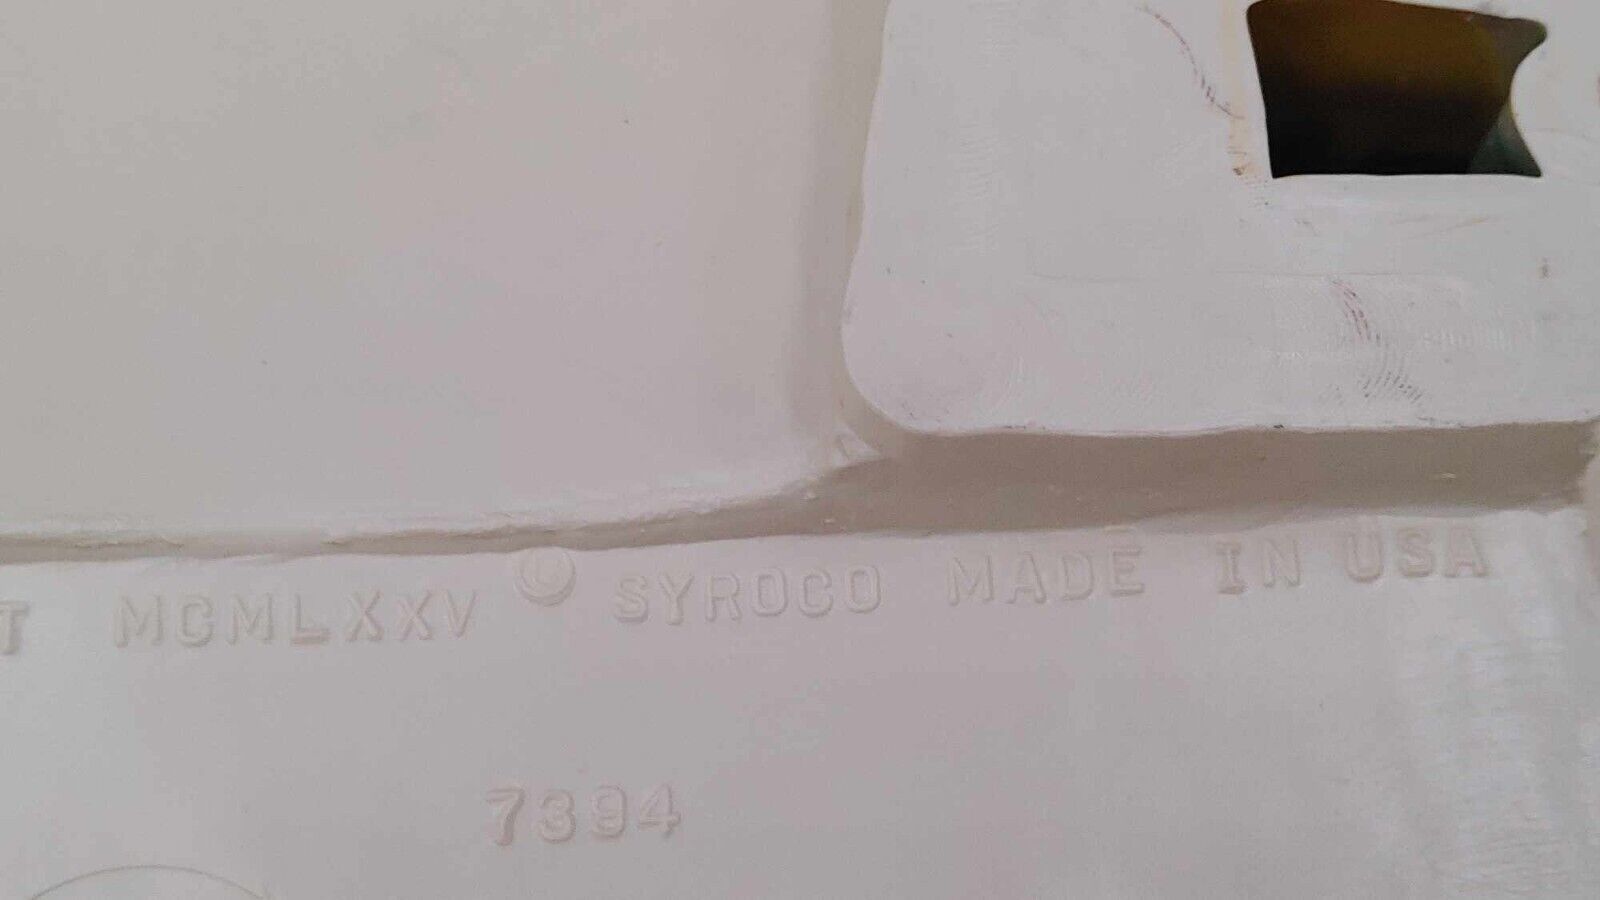 T MCMLXXV © SYROCO MADE IN USA
7394